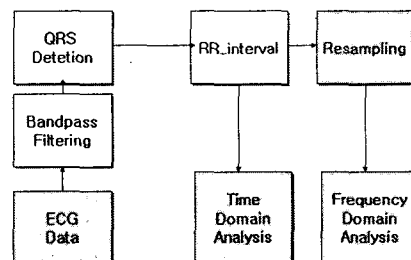 QRS
Detetion
RR_interval
Resampling
Bandpass
Filtering
ECG
Data
Time
Domain
Analysis
Frequency
Domain
Analysis